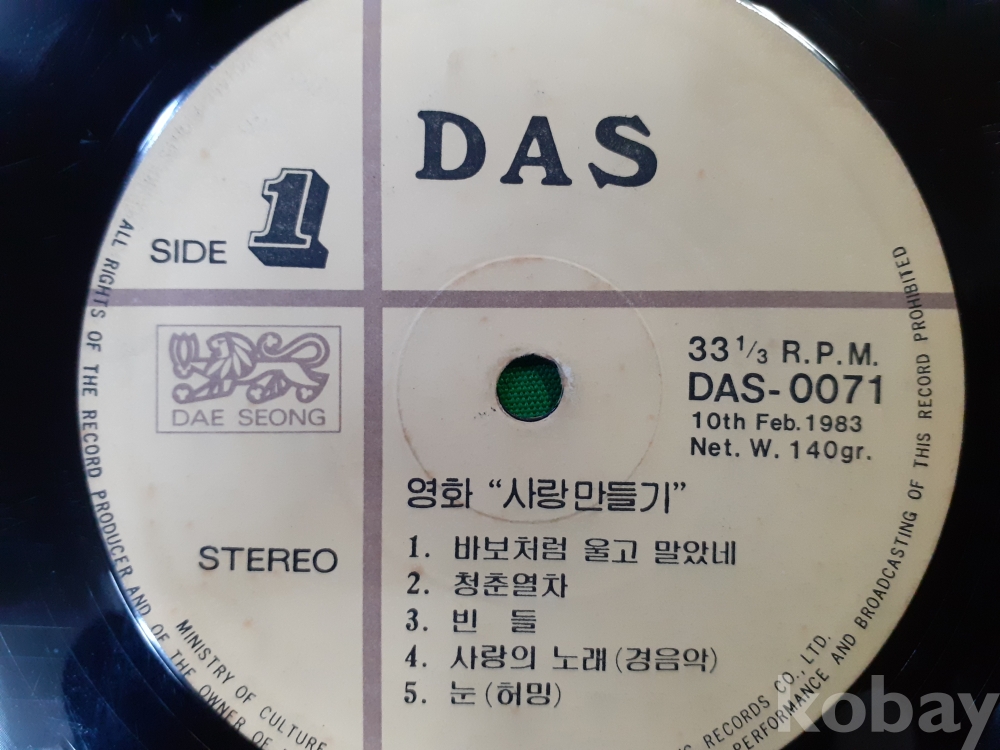 DAS
SIDE 1
DAE SEONG
STEREO
33 1/3 R.P.M.
DAS-0071
10th Feb. 1983
Net. W. 140gr.
영화 “사랑만들기”
1. 바보처럼 울고 말았네
2. 청춘열차
3. 빈 들
4. 사랑의 노래 (경음악)
5. 눈 (허밍)
ALL RIGHTS OF THE RECORD PRODUCER AND OF THE OWNER OF
PERFORMANCE AND BROADCASTING OF THIS RECORD PROHIBITED
MINISTRY OF CULTURE
RECORDS CO., LTD.
kobay